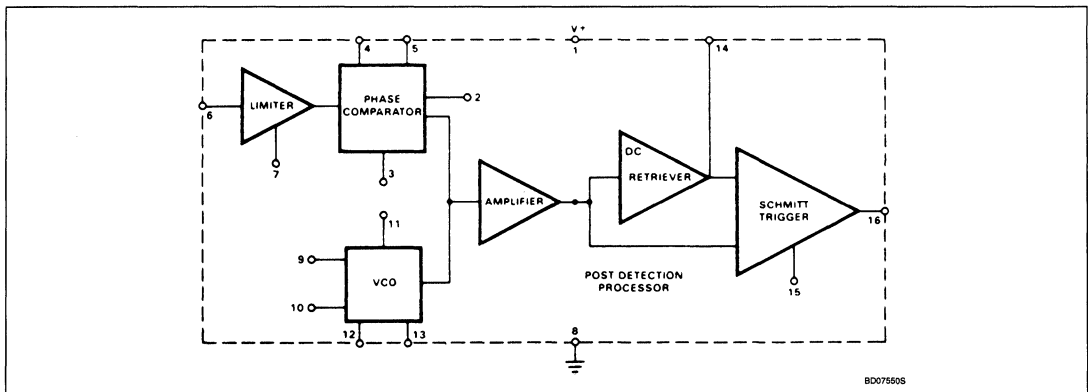 V+
1
4
5
14
LIMITER
6
7
PHASE
COMPARATOR
2
3
11
AMPLIFIER
DC
RETRIEVER
SCHMITT
TRIGGER
16
15
9
10
VCO
12
13
POST DETECTION
PROCESSOR
8
BD07550S